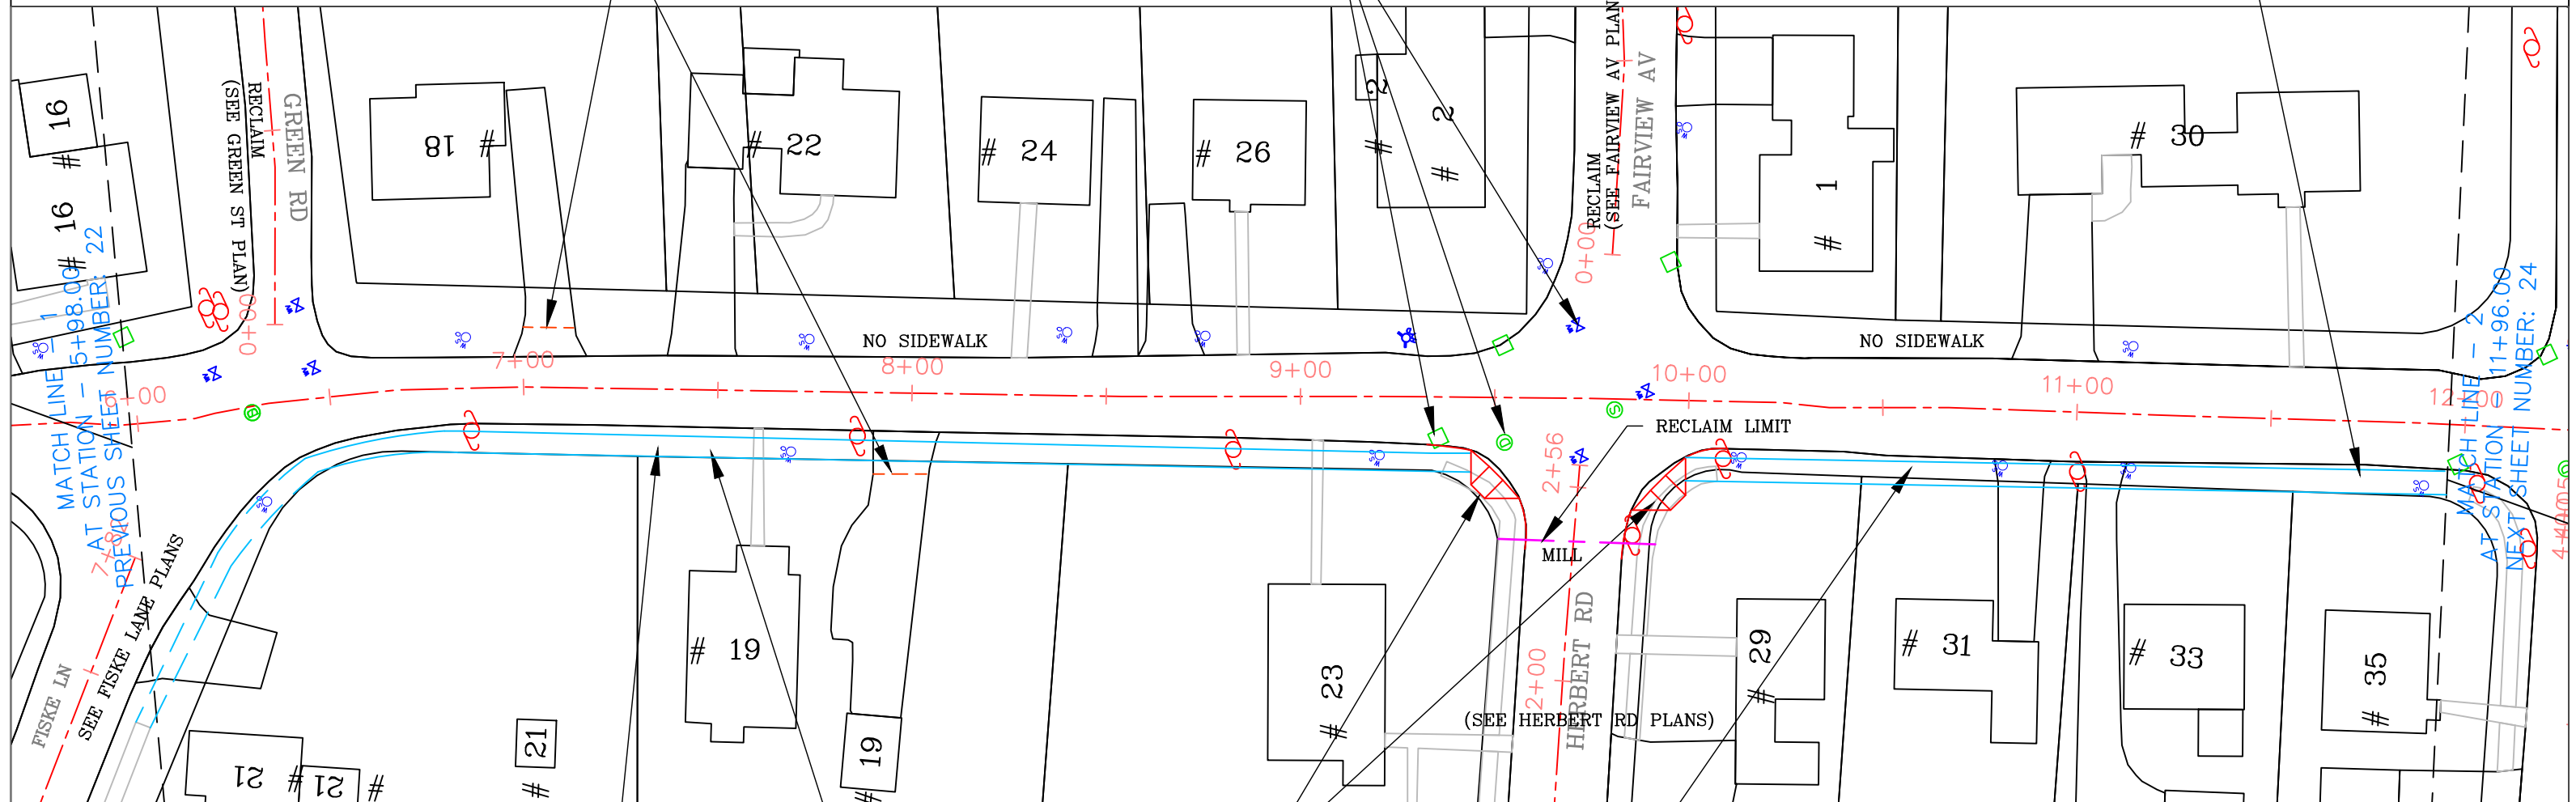 16
#
16
#
#
RECLAIM
(SEE GREEN ST PLAN)
GREEN RD
0+00
18 #
# 22
# 24
# 26
2
#
2
#
RECLAIM
(SEE FAIRVIEW AV PLAN
FAIRVIEW AV
0+00
1
#
# 30
NO SIDEWALK
NO SIDEWALK
MATCH LINE - 1
AT STATION - 5+98.00
PREVIOUS SHEET NUMBER: 22
6+00
7+00
8+00
9+00
10+00
11+00
12+00
MATCH LINE - 2
AT STATION - 11+96.00
NEXT SHEET NUMBER: 24
RECLAIM LIMIT
2+56
MILL
2+00
HERBERT RD
(SEE HERBERT RD PLANS)
FISKE LN
SEE FISKE LANE PLANS
21 #
21 #
21
#
# 19
19
#
23
#
29
#
# 31
# 33
35
#